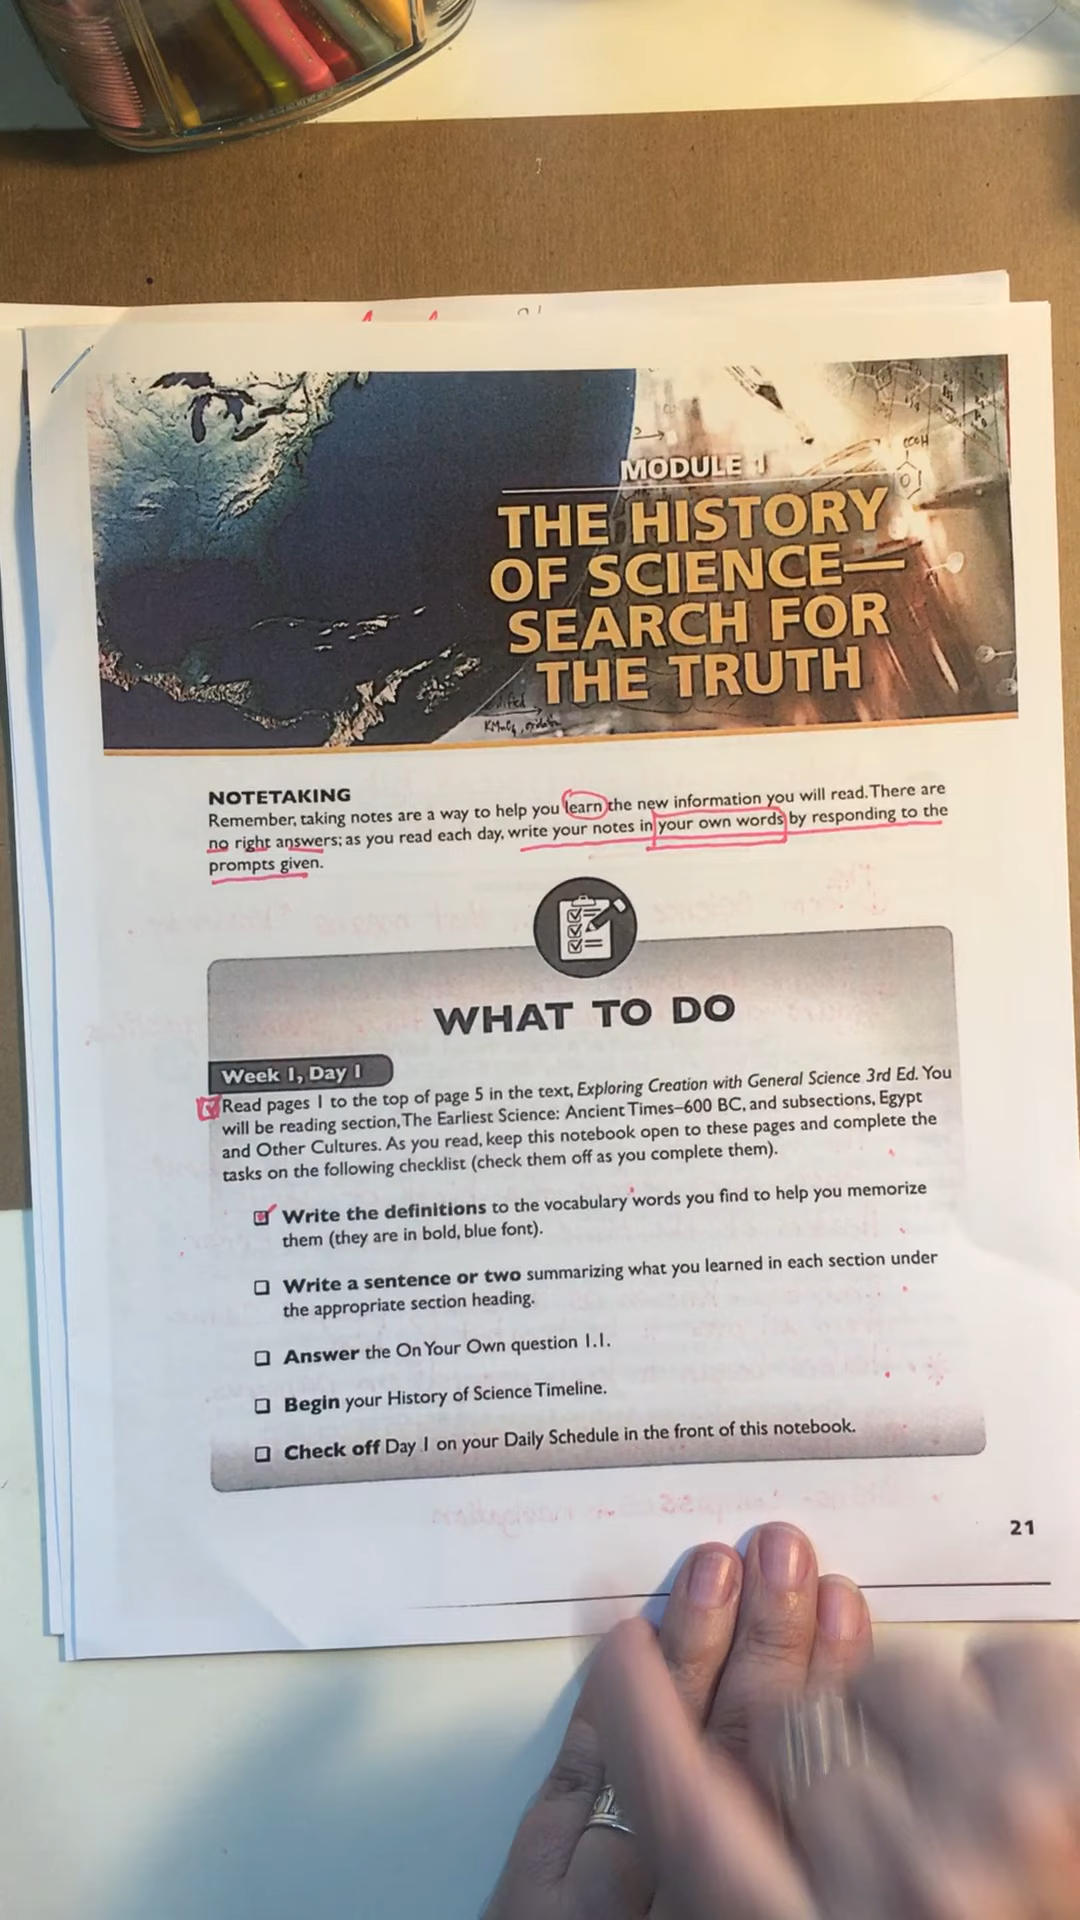 MODULE 1
THE HISTORY
OF SCIENCE—
SEARCH FOR
THE TRUTH
COOH
NOTETAKING
Remember, taking notes are a way to help you learn the new information you will read. There are
no right answers; as you read each day, write your notes in your own words by responding to the
prompts given.
WHAT TO DO
Week 1, Day 1
Read pages 1 to the top of page 5 in the text, Exploring Creation with General Science 3rd Ed. You
will be reading section, The Earliest Science: Ancient Times–600 BC, and subsections, Egypt
and Other Cultures. As you read, keep this notebook open to these pages and complete the
tasks on the following checklist (check them off as you complete them).
Write the definitions to the vocabulary words you find to help you memorize
them (they are in bold, blue font).
Write a sentence or two summarizing what you learned in each section under
the appropriate section heading.
Answer the On Your Own question 1.1.
Begin your History of Science Timeline.
Check off Day 1 on your Daily Schedule in the front of this notebook.
21